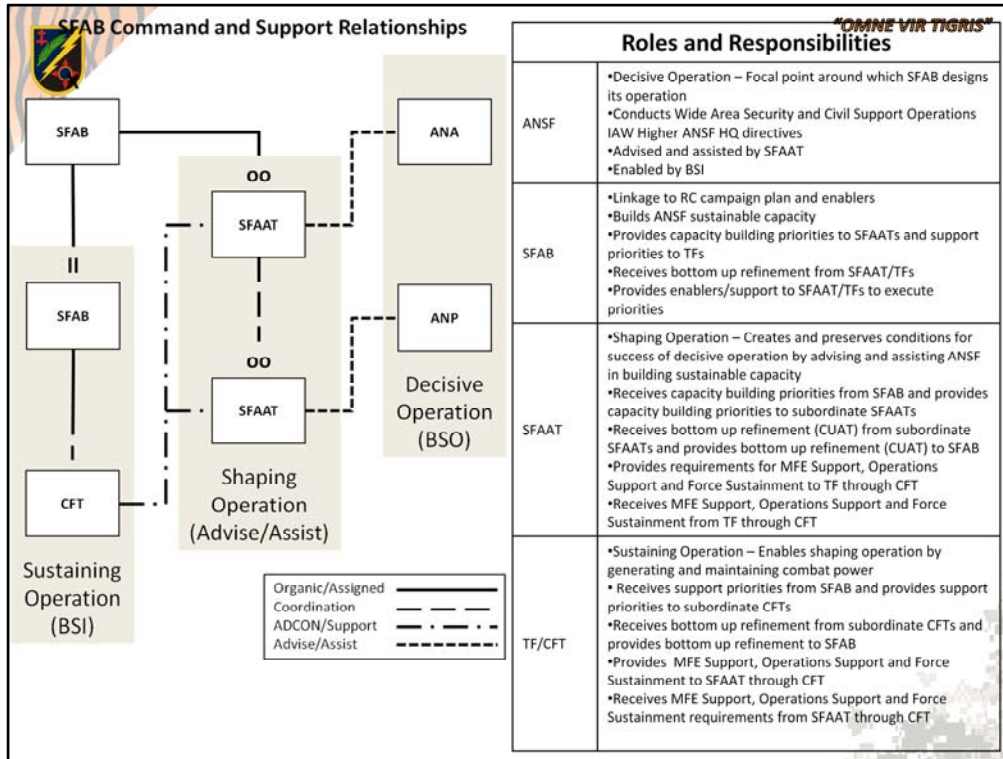 SFAB Command and Support Relationships
"OMNE VIR TIGRIS"
SFAB
ANA
OO
SFAAT
II
SFAB
ANP
OO
SFAAT
Decisive
Operation
(BSO)
I
CFT
Shaping
Operation
(Advise/Assist)
Sustaining
Operation
(BSI)
Organic/Assigned
Coordination
ADCON/Support
Advise/Assist
Roles and Responsibilities
ANSF
•Decisive Operation – Focal point around which SFAB designs
its operation
•Conducts Wide Area Security and Civil Support Operations
IAW Higher ANSF HQ directives
•Advised and assisted by SFAAT
•Enabled by BSI
SFAB
•Linkage to RC campaign plan and enablers
•Builds ANSF sustainable capacity
•Provides capacity building priorities to SFAATs and support
priorities to TFs
•Receives bottom up refinement from SFAAT/TFs
•Provides enablers/support to SFAAT/TFs to execute
priorities
SFAAT
•Shaping Operation – Creates and preserves conditions for
success of decisive operation by advising and assisting ANSF
in building sustainable capacity
•Receives capacity building priorities from SFAB and provides
capacity building priorities to subordinate SFAATs
•Receives bottom up refinement (CUAT) from subordinate
SFAATs and provides bottom up refinement (CUAT) to SFAB
•Provides requirements for MFE Support, Operations
Support and Force Sustainment to TF through CFT
•Receives MFE Support, Operations Support and Force
Sustainment from TF through CFT
TF/CFT
•Sustaining Operation – Enables shaping operation by
generating and maintaining combat power
• Receives support priorities from SFAB and provides support
priorities to subordinate CFTs
•Receives bottom up refinement from subordinate CFTs and
provides bottom up refinement to SFAB
•Provides MFE Support, Operations Support and Force
Sustainment to SFAAT through CFT
•Receives MFE Support, Operations Support and Force
Sustainment requirements from SFAAT through CFT